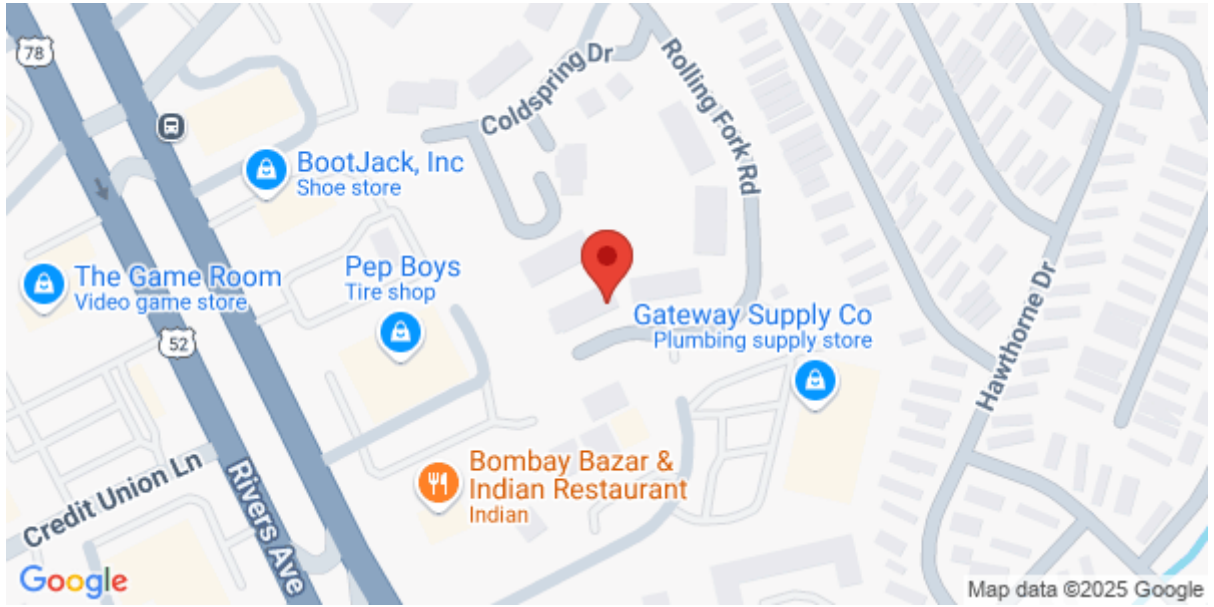 78
Coldspring Dr
Rolling Fork Rd
BootJack, Inc
Shoe store
The Game Room
Video game store
Pep Boys
Tire shop
52
Gateway Supply Co
Plumbing supply store
Hawthorne Dr
Credit Union Ln
Rivers Ave
Bombay Bazar &
Indian Restaurant
Indian
Google
Map data ©2025 Google